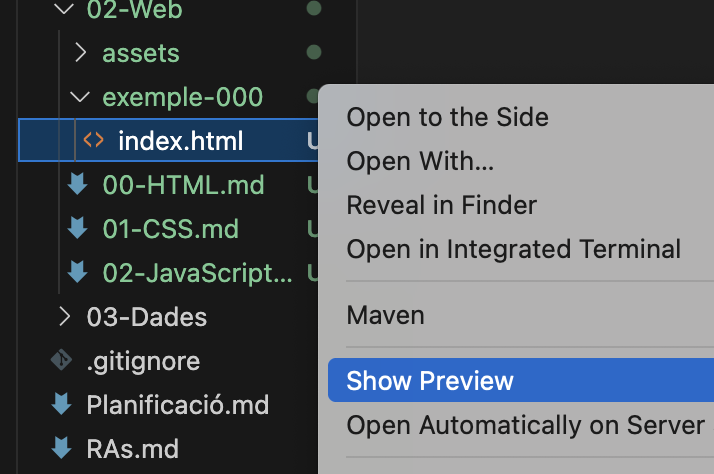 02-Web
assets
exemple-000
index.html
00-HTML.md
01-CSS.md
02-JavaScript...
03-Dades
.gitignore
Planificació.md
RAs.md
Open to the Side
Open With...
Reveal in Finder
Open in Integrated Terminal
Maven
Show Preview
Open Automatically on Server